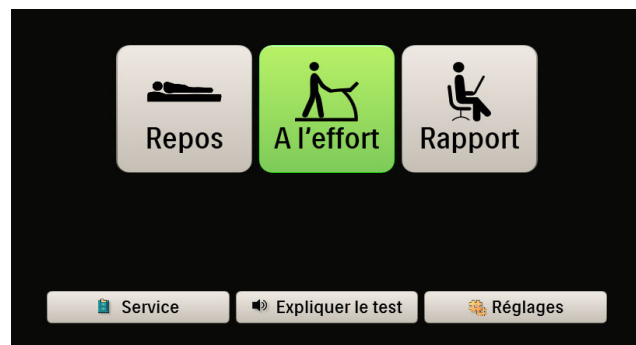 Repos
A l'effort
Rapport
Service
Expliquer le test
Réglages